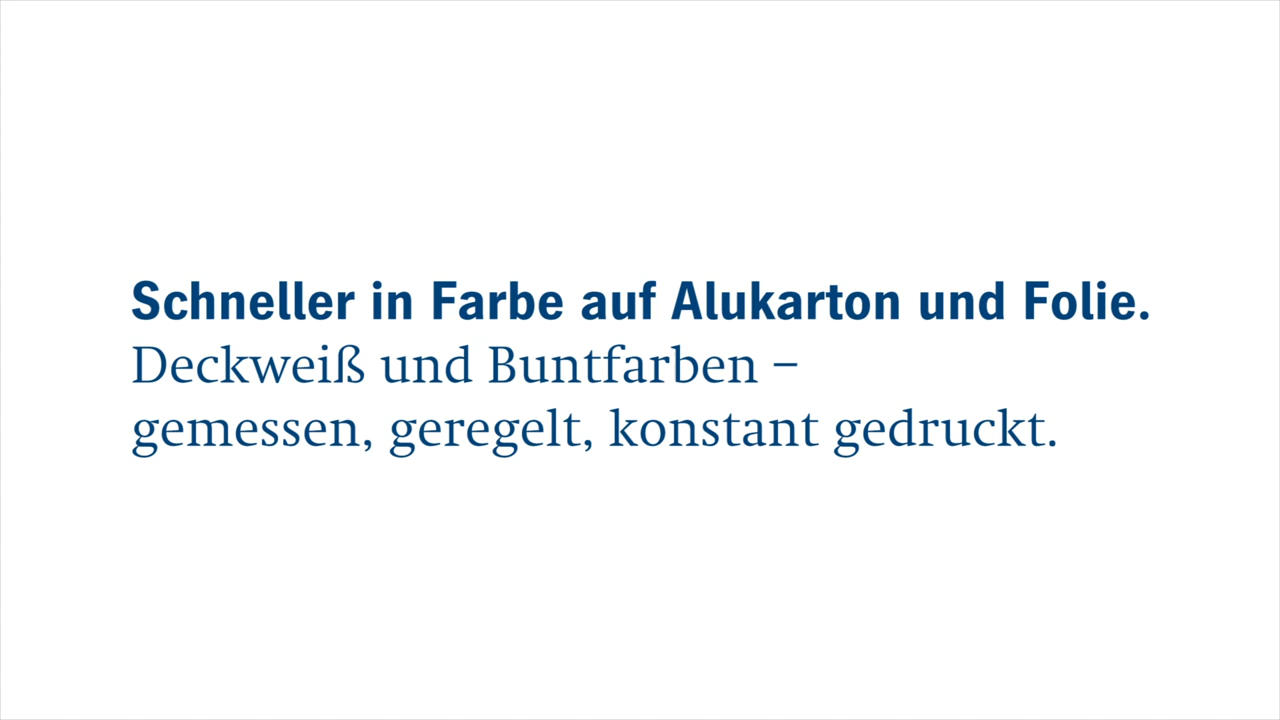 Schneller in Farbe auf Alukarton und Folie.
Deckweiß und Buntfarben –
gemessen, geregelt, konstant gedruckt.